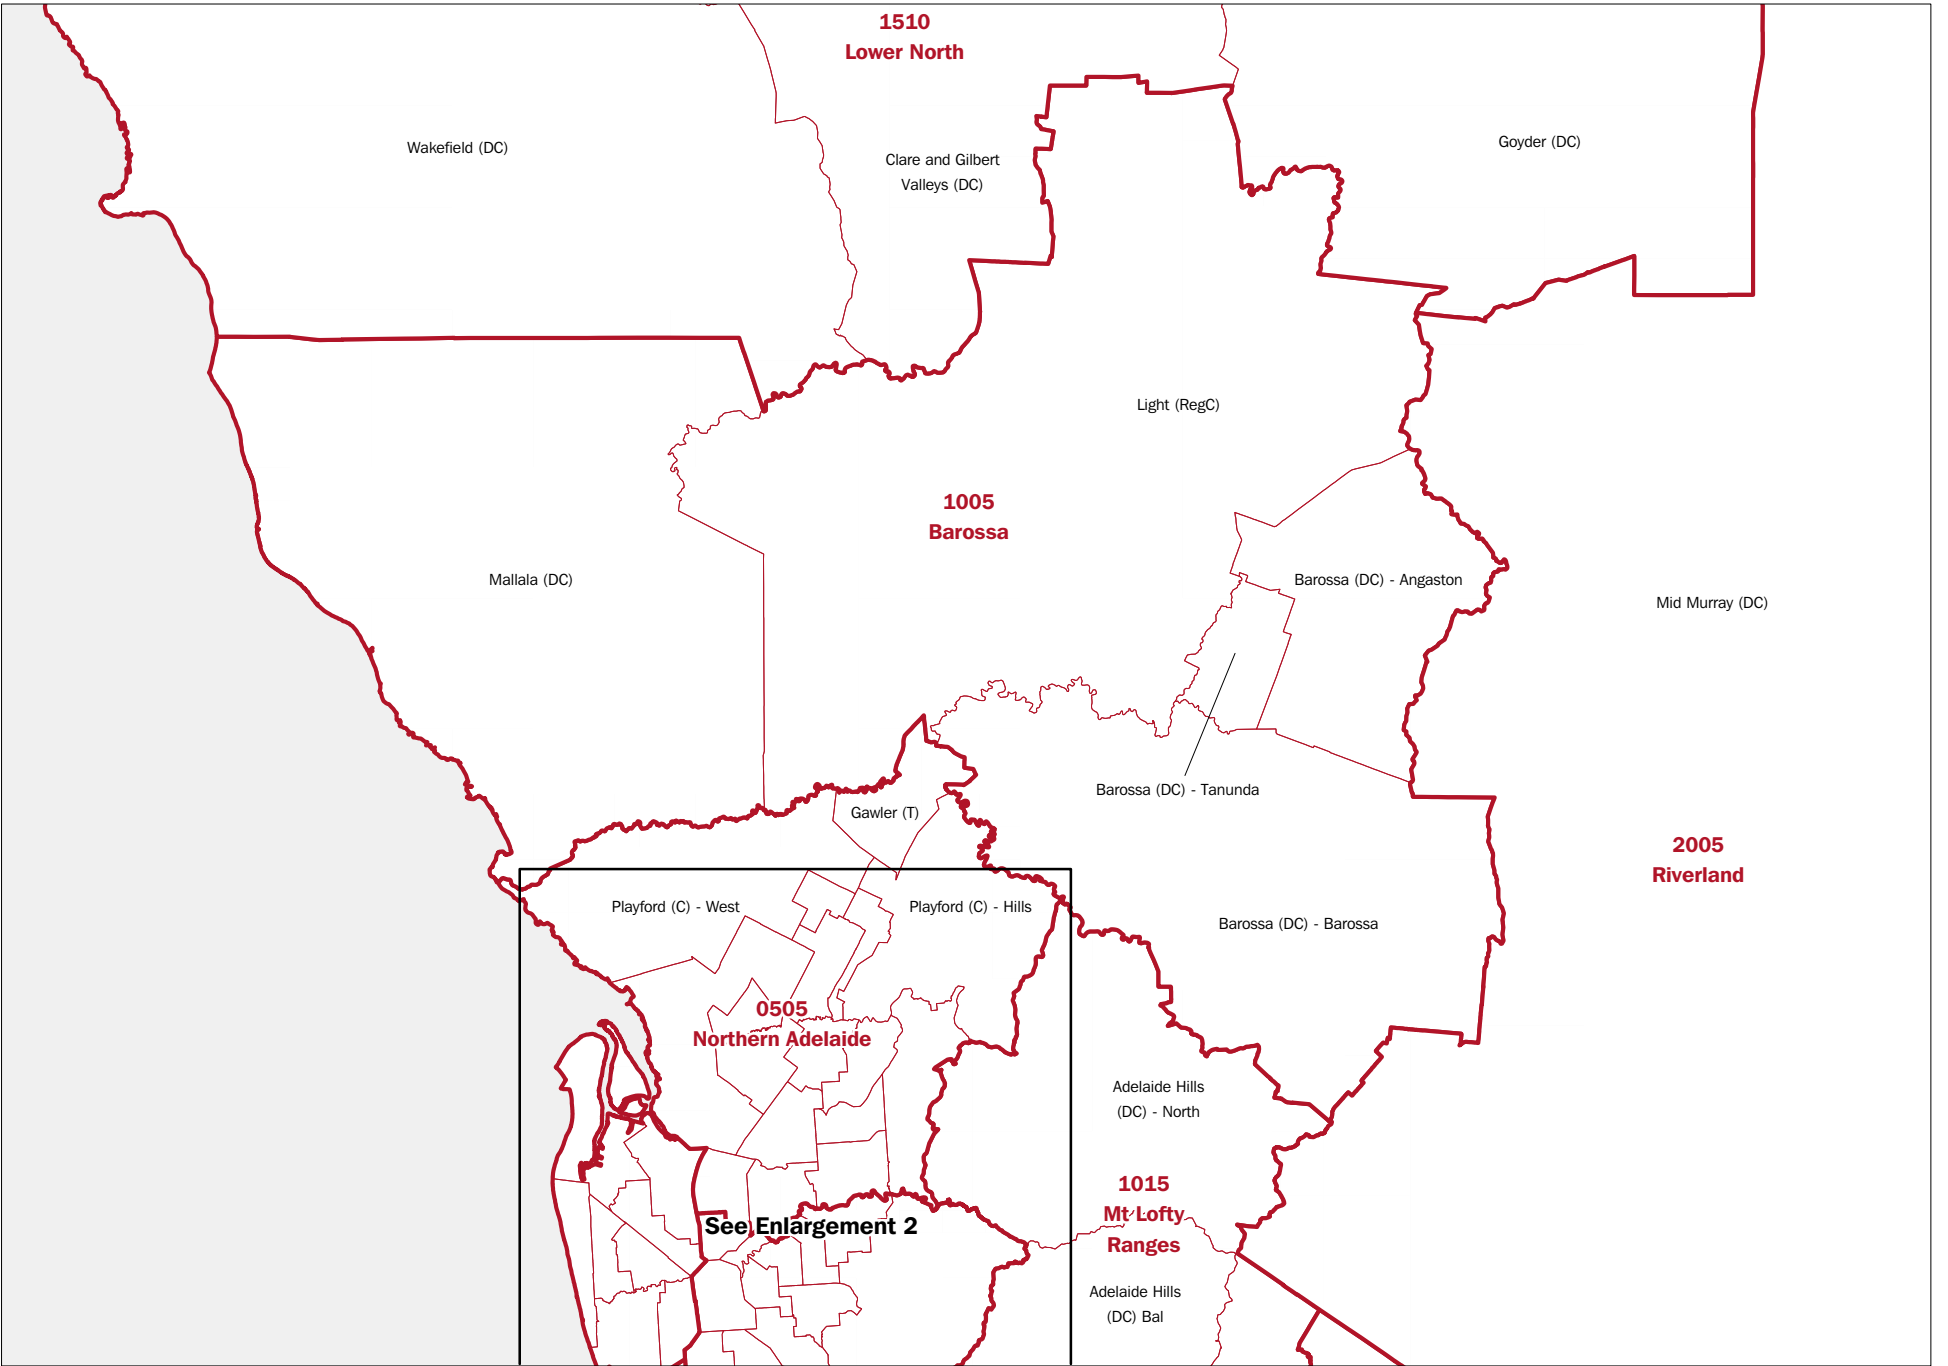 1510
Lower North
Wakefield (DC)
Clare and Gilbert
Valleys (DC)
Goyder (DC)
Light (RegC)
1005
Barossa
Mallala (DC)
Barossa (DC) - Angaston
Mid Murray (DC)
Barossa (DC) - Tanunda
Gawler (T)
2005
Riverland
Playford (C) - West
Playford (C) - Hills
Barossa (DC) - Barossa
0505
Northern Adelaide
Adelaide Hills
(DC) - North
1015
Mt Lofty
Ranges
See Enlargement 2
Adelaide Hills
(DC) Bal